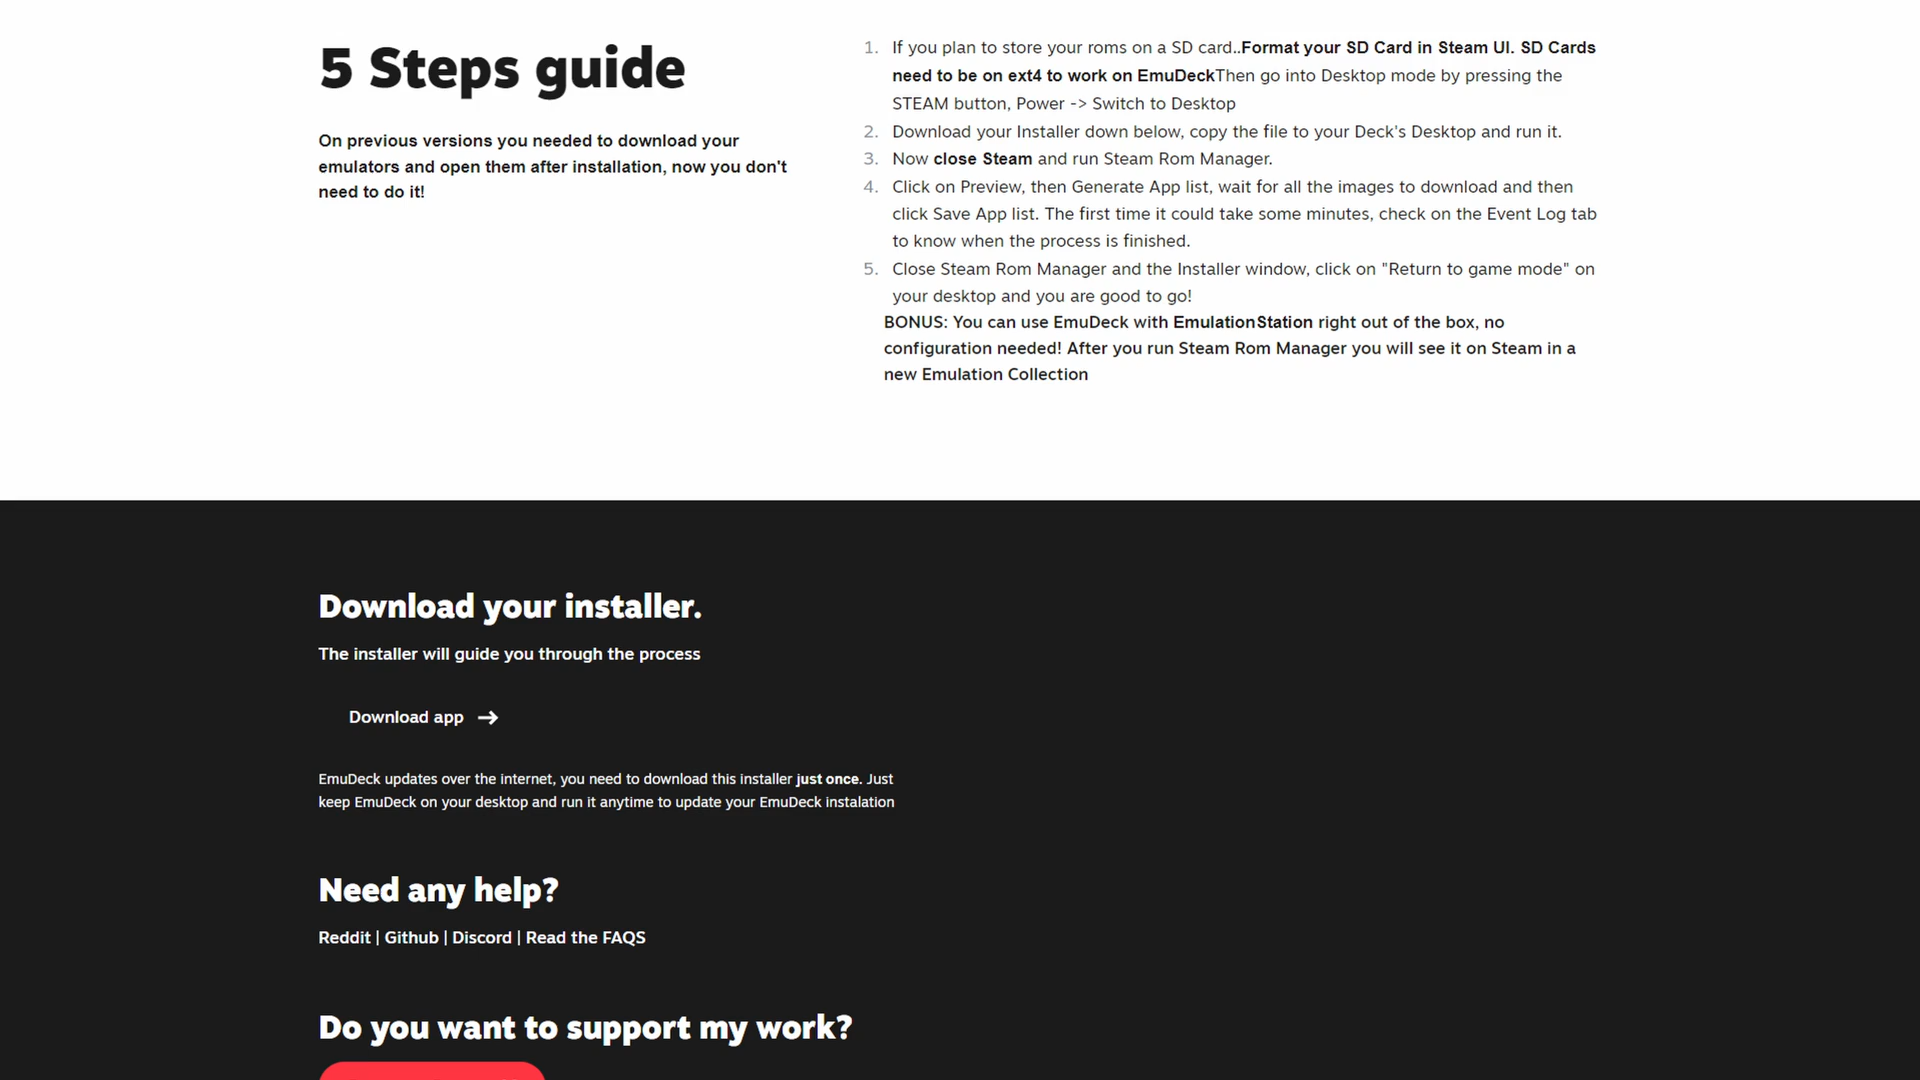 5 Steps guide
On previous versions you needed to download your
emulators and open them after installation, now you don't
need to do it!
1. If you plan to store your roms on a SD card..Format your SD Card in Steam UI. SD Cards
need to be on ext4 to work on EmuDeckThen go into Desktop mode by pressing the
STEAM button, Power -> Switch to Desktop
2. Download your Installer down below, copy the file to your Deck's Desktop and run it.
3. Now close Steam and run Steam Rom Manager.
4. Click on Preview, then Generate App list, wait for all the images to download and then
click Save App list. The first time it could take some minutes, check on the Event Log tab
to know when the process is finished.
5. Close Steam Rom Manager and the Installer window, click on "Return to game mode" on
your desktop and you are good to go!
BONUS: You can use EmuDeck with EmulationStation right out of the box, no
configuration needed! After you run Steam Rom Manager you will see it on Steam in a
new Emulation Collection
Download your installer.
The installer will guide you through the process
Download app →
EmuDeck updates over the internet, you need to download this installer just once. Just
keep EmuDeck on your desktop and run it anytime to update your EmuDeck instalation
Need any help?
Reddit | Github | Discord | Read the FAQS
Do you want to support my work?